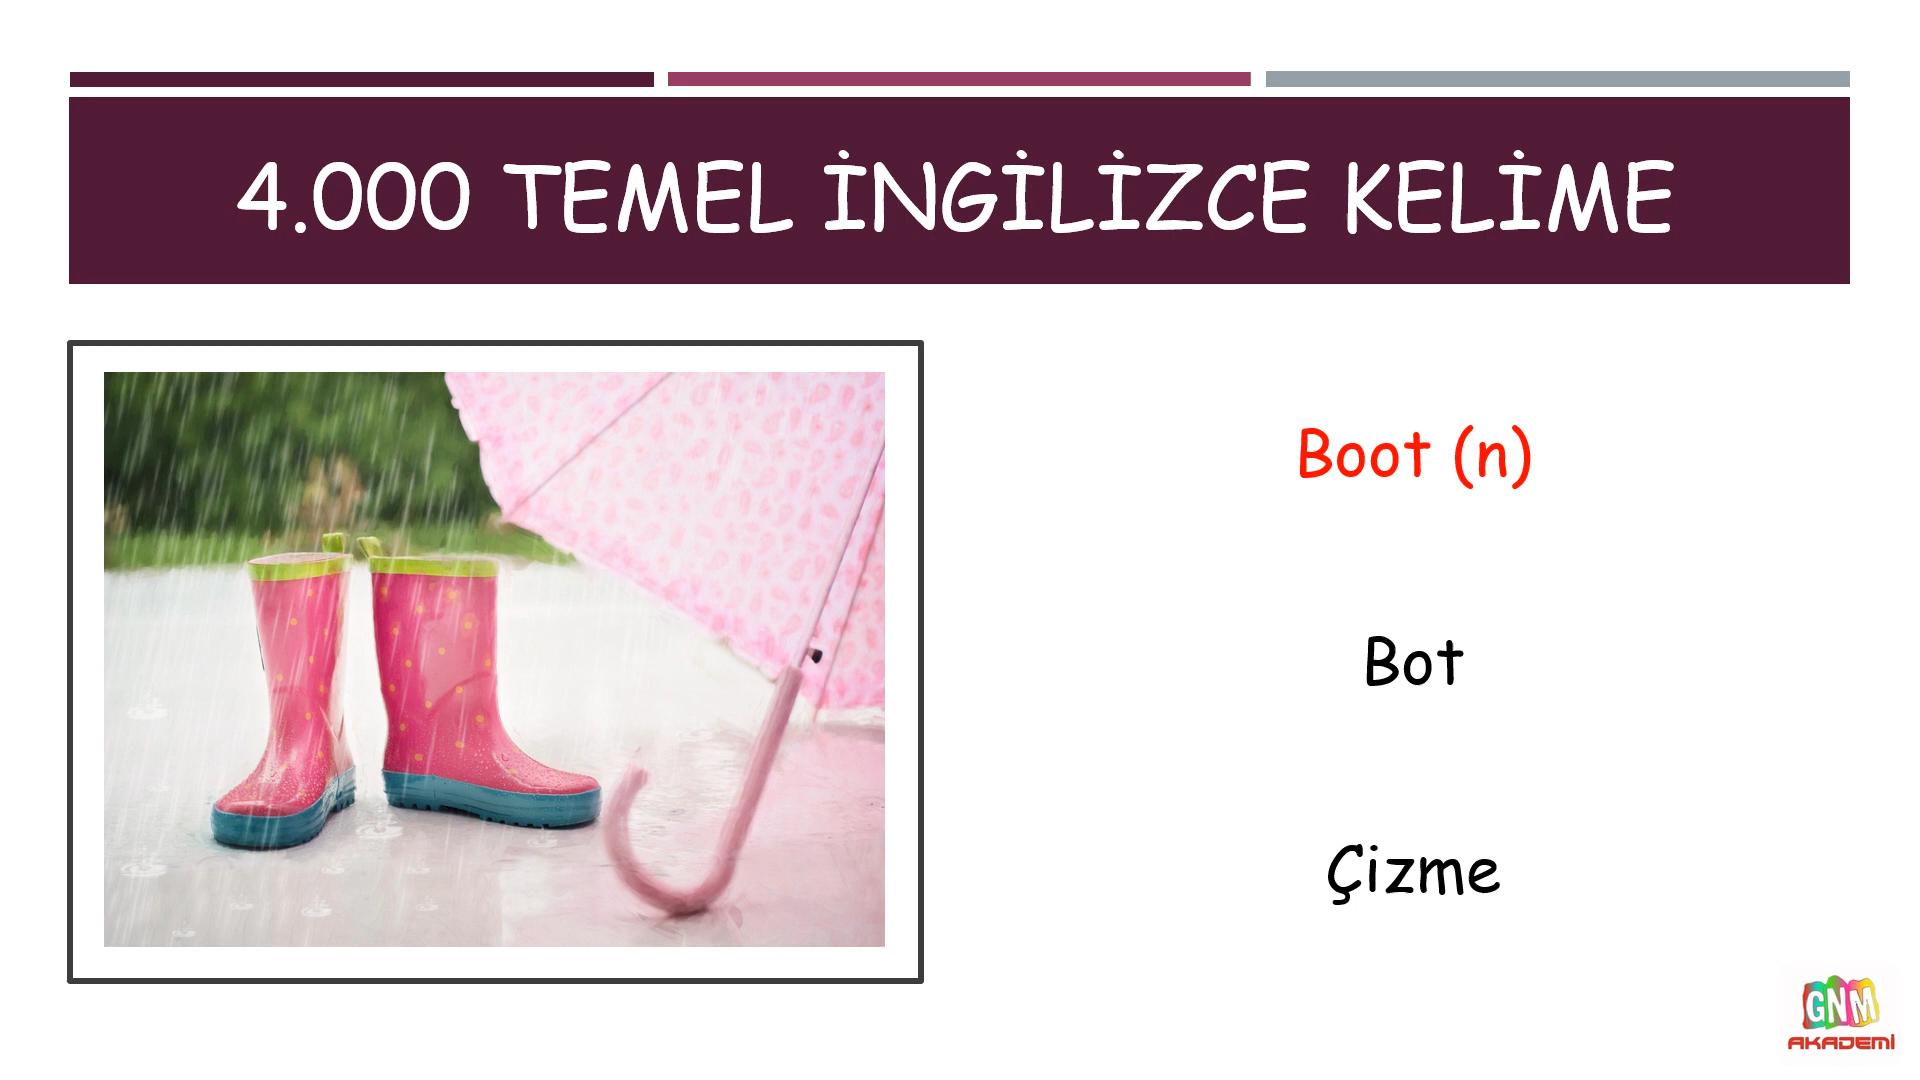 4.000 TEMEL İNGİLİZCE KELİME
Boot (n)
Bot
Çizme
GNM
AKADEMİ